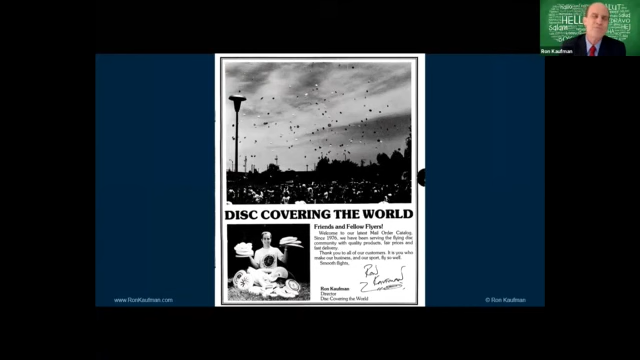 HELLO
Salam
Ron Kaufman
DISC COVERING THE WORLD
Friends and Fellow Flyers!
Welcome to our latest Mail Order Catalog.
Since 1976, we have been serving the flying disc
community with quality products, fair prices and
fast delivery.
Thank you to all of our customers. It is you who
make our business, and our sport, fly so well.
Smooth flights,
Ron
Kaufman
Ron Kaufman
Director
Disc Covering the World
www.RonKaufman.com
© Ron Kaufman